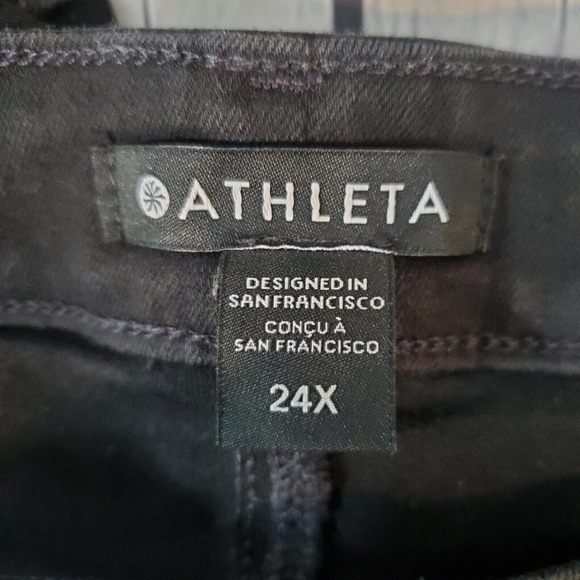 ATHLETA
DESIGNED IN
SAN FRANCISCO
CONÇU À
SAN FRANCISCO
24X